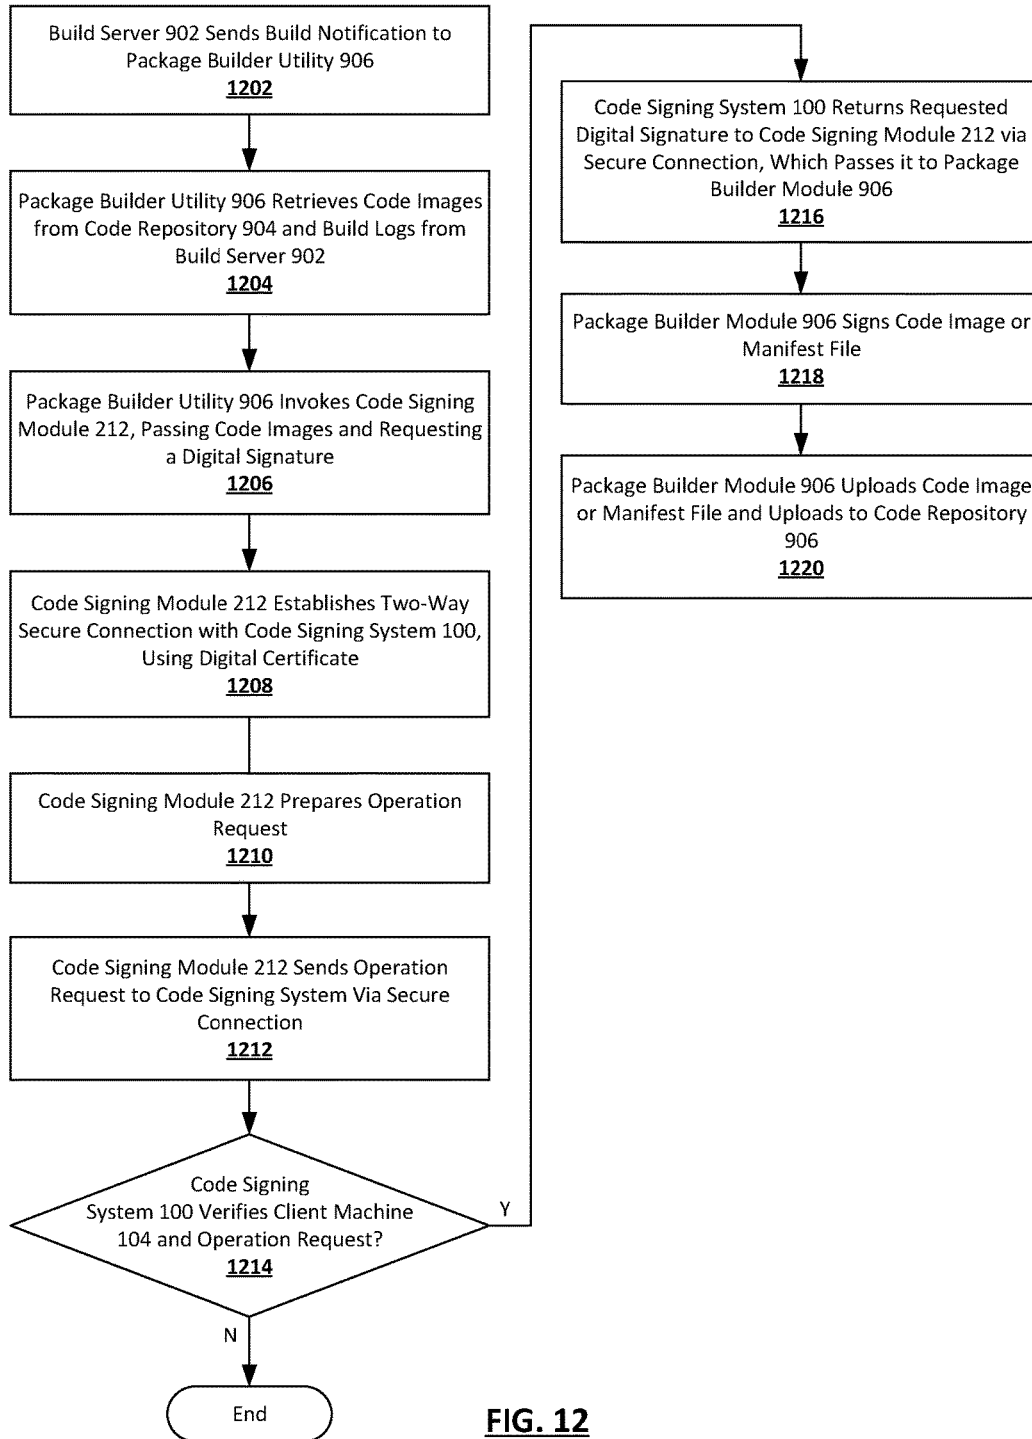 Build Server 902 Sends Build Notification to
Package Builder Utility 906
1202
Package Builder Utility 906 Retrieves Code Images
from Code Repository 904 and Build Logs from
Build Server 902
1204
Package Builder Utility 906 Invokes Code Signing
Module 212, Passing Code Images and Requesting
a Digital Signature
1206
Code Signing Module 212 Establishes Two-Way
Secure Connection with Code Signing System 100,
Using Digital Certificate
1208
Code Signing Module 212 Prepares Operation
Request
1210
Code Signing Module 212 Sends Operation
Request to Code Signing System Via Secure
Connection
1212
Code Signing
System 100 Verifies Client Machine
104 and Operation Request?
1214
Y
N
End
Code Signing System 100 Returns Requested
Digital Signature to Code Signing Module 212 via
Secure Connection, Which Passes it to Package
Builder Module 906
1216
Package Builder Module 906 Signs Code Image or
Manifest File
1218
Package Builder Module 906 Uploads Code Image
or Manifest File and Uploads to Code Repository
906
1220
FIG. 12